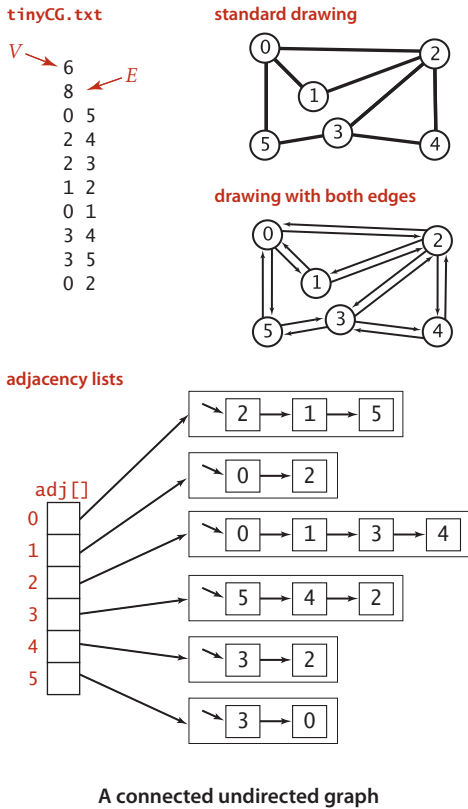 tinyCG.txt
V
6
8
E
0 5
2 4
2 3
1 2
0 1
3 4
3 5
0 2
standard drawing
0
2
1
5
3
4
drawing with both edges
0
2
1
5
3
4
adjacency lists
adj[]
0
1
2
3
4
5
2 1 5
0 2
0 1 3 4
5 4 2
3 2
3 0
A connected undirected graph